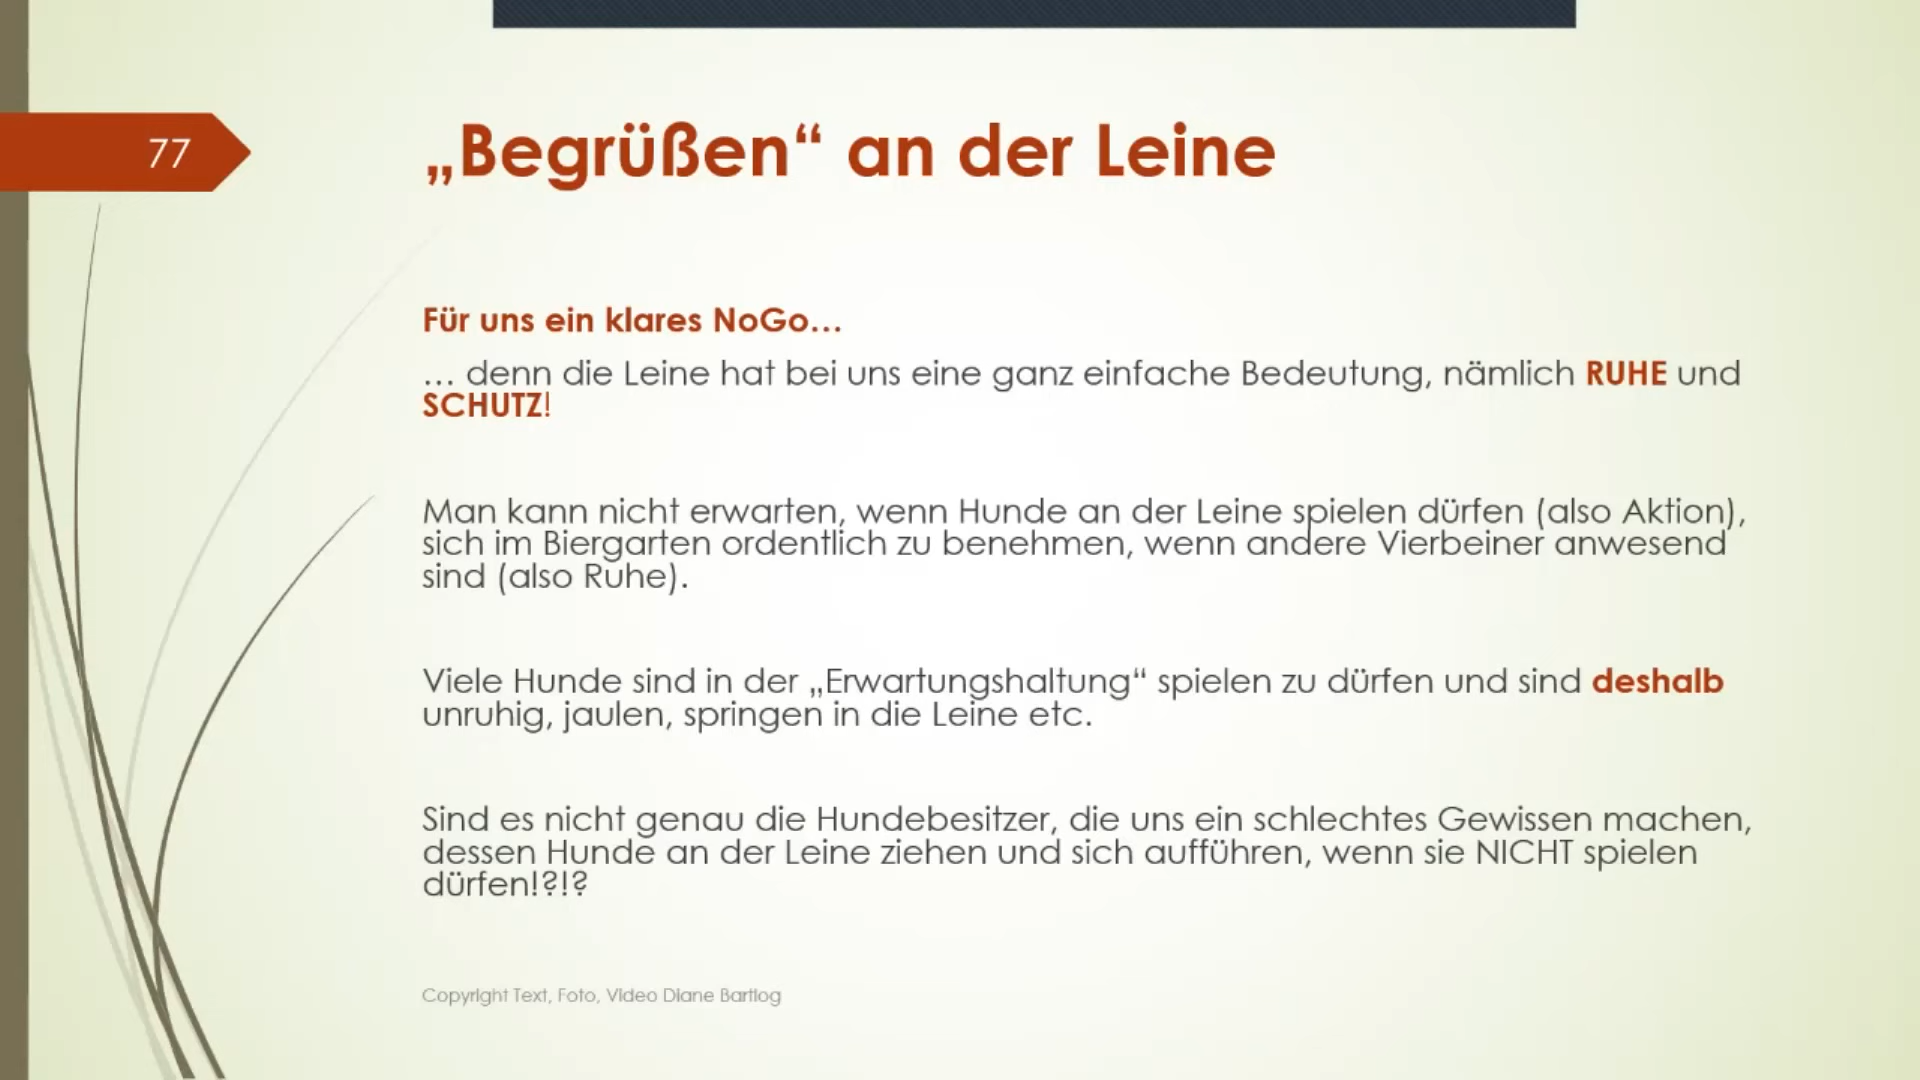 77
„Begrüßen“ an der Leine
Für uns ein klares NoGo…
… denn die Leine hat bei uns eine ganz einfache Bedeutung, nämlich RUHE und
SCHUTZ!
Man kann nicht erwarten, wenn Hunde an der Leine spielen dürfen (also Aktion),
sich im Biergarten ordentlich zu benehmen, wenn andere Vierbeiner anwesend
sind (also Ruhe).
Viele Hunde sind in der „Erwartungshaltung“ spielen zu dürfen und sind deshalb
unruhig, jaulen, springen in die Leine etc.
Sind es nicht genau die Hundebesitzer, die uns ein schlechtes Gewissen machen,
dessen Hunde an der Leine ziehen und sich aufführen, wenn sie NICHT spielen
dürfen!?!?
Copyright Text, Foto, Video Diane Bartlog